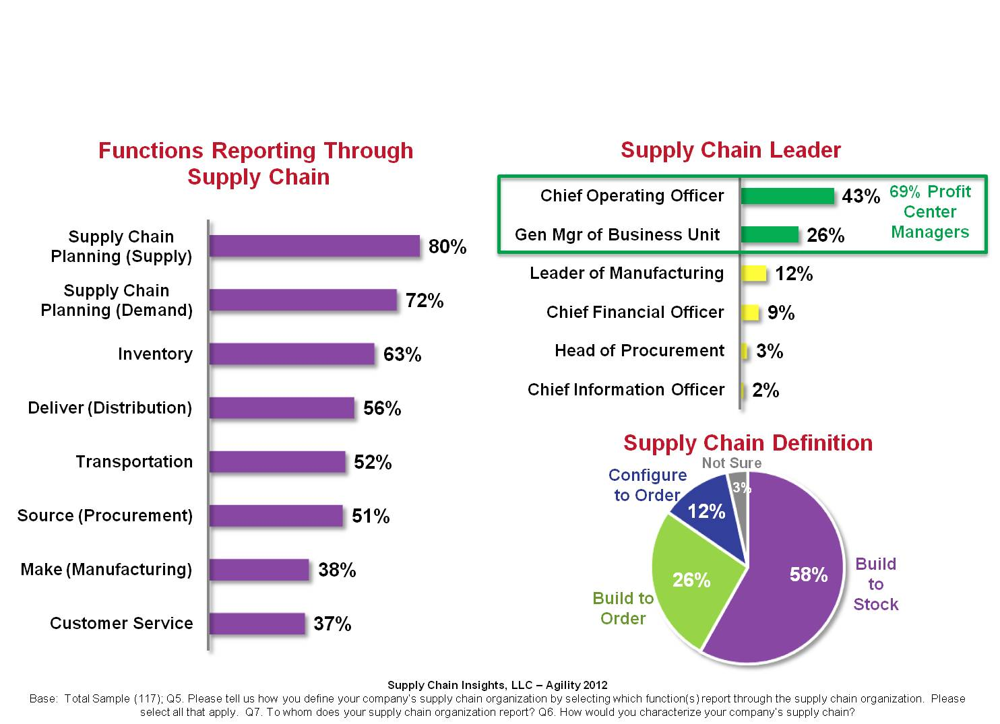 Functions Reporting Through
Supply Chain
Supply Chain
Planning (Supply)
80%
Supply Chain
Planning (Demand)
72%
Inventory
63%
Deliver (Distribution)
56%
Transportation
52%
Source (Procurement)
51%
Make (Manufacturing)
38%
Customer Service
37%
Supply Chain Leader
Chief Operating Officer
43%
Gen Mgr of Business Unit
26%
69% Profit
Center
Managers
Leader of Manufacturing
12%
Chief Financial Officer
9%
Head of Procurement
3%
Chief Information Officer
2%
Supply Chain Definition
Not Sure
3%
Configure
to Order
12%
Build to
Order
26%
58%
Build
to
Stock
Supply Chain Insights, LLC – Agility 2012
Base: Total Sample (117); Q5. Please tell us how you define your company's supply chain organization by selecting which function(s) report through the supply chain organization. Please
select all that apply. Q7. To whom does your supply chain organization report? Q6. How would you characterize your company's supply chain?